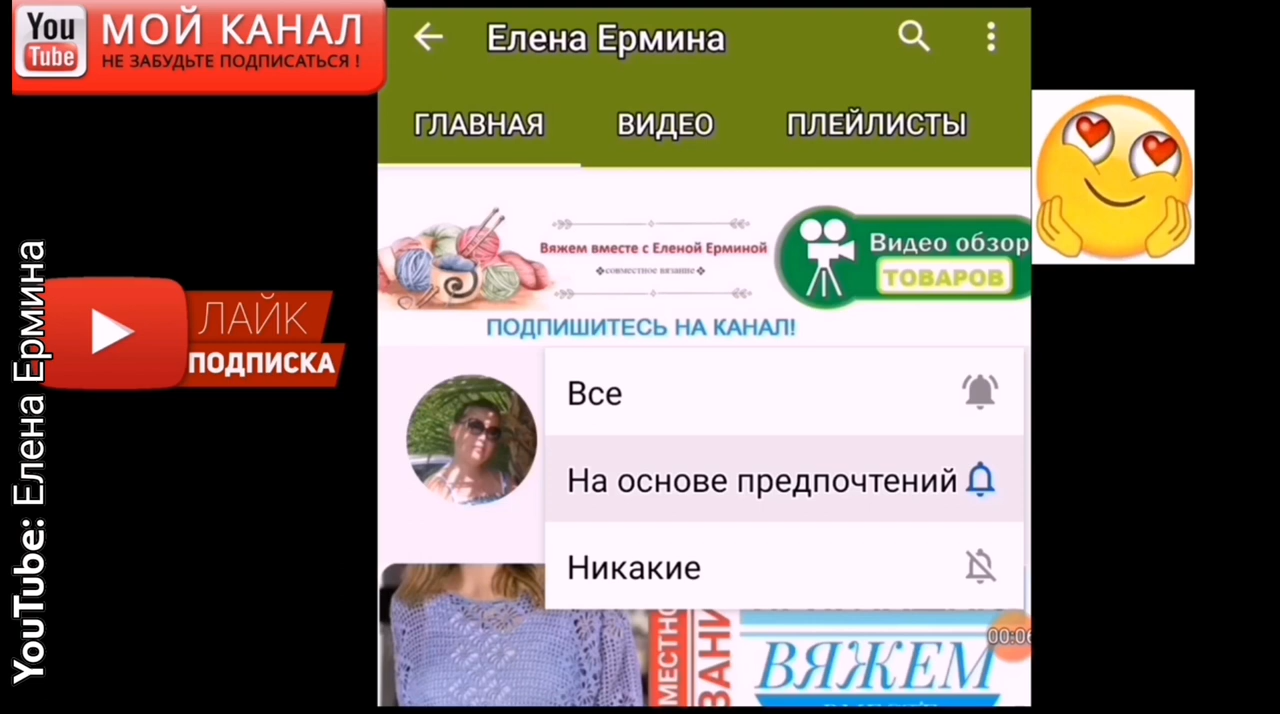 You
Tube
МОЙ КАНАЛ
НЕ ЗАБУДЬТЕ ПОДПИСАТЬСЯ !
Елена Ермина
ГЛАВНАЯ
ВИДЕО
ПЛЕЙЛИСТЫ
Вяжем вместе с Еленой Ерминой
совместное вязание
Видео обзор
ТОВАРОВ
ПОДПИШИТЕСЬ НА КАНАЛ!
ЛАЙК
ПОДПИСКА
YouTube: Елена Ермина
Все
На основе предпочтений
Никакие
ВЯЖЕМ
00:06